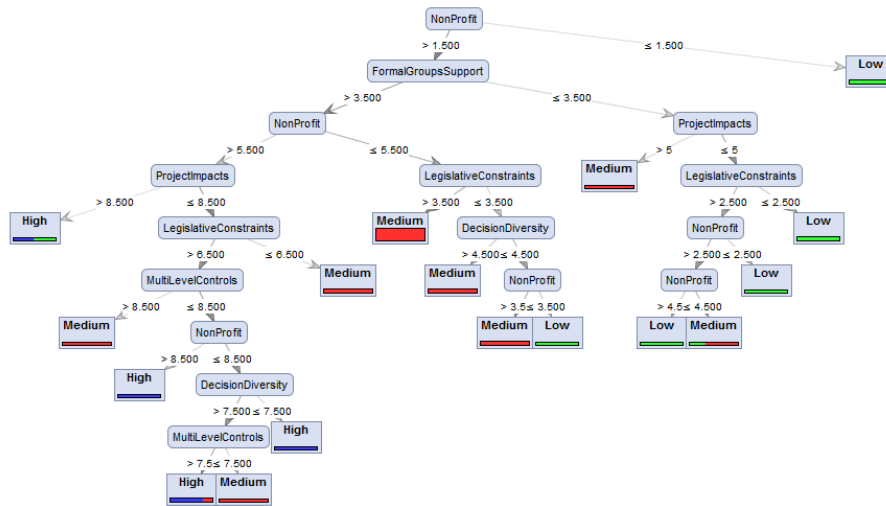 NonProfit
> 1.500 ≤ 1.500
FormalGroupsSupport Low
> 3.500 ≤ 3.500
NonProfit ProjectImpacts
> 5.500 ≤ 5.500 > 5 ≤ 5
ProjectImpacts LegislativeConstraints Medium LegislativeConstraints
> 8.500 ≤ 8.500 > 3.500 ≤ 3.500 > 2.500 ≤ 2.500
High LegislativeConstraints Medium DecisionDiversity NonProfit Low
> 6.500 ≤ 6.500 > 4.500 ≤ 4.500 > 2.500 ≤ 2.500
MultiLevelControls Medium Medium NonProfit NonProfit Low
> 8.500 ≤ 8.500 > 3.5 ≤ 3.500 > 4.5 ≤ 4.500
Medium NonProfit Medium Low Low Medium
> 8.500 ≤ 8.500
High DecisionDiversity
> 7.500 ≤ 7.500
MultiLevelControls High
> 7.5 ≤ 7.500
High Medium